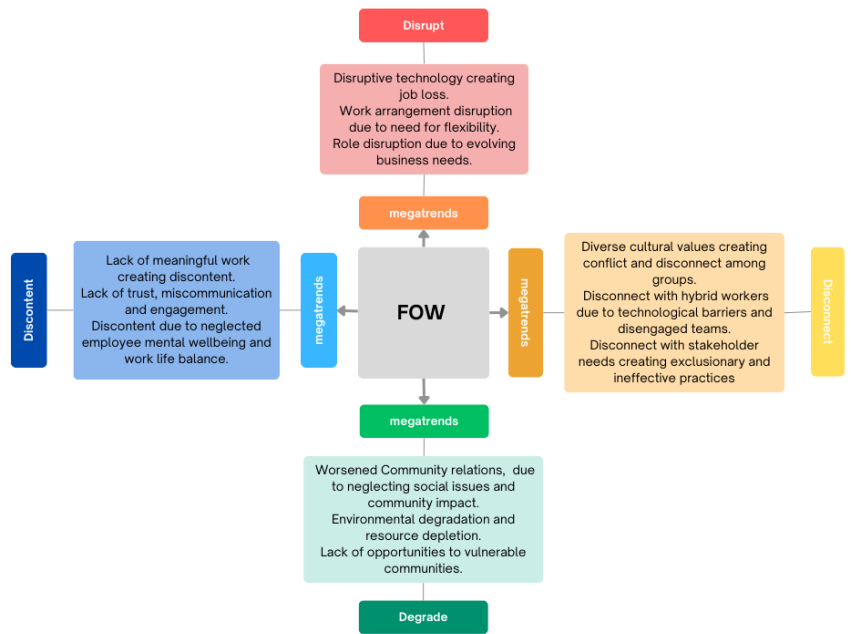 Disrupt
Disruptive technology creating
job loss.
Work arrangement disruption
due to need for flexibility.
Role disruption due to evolving
business needs.
megatrends
Discontent
Lack of meaningful work
creating discontent.
Lack of trust, miscommunication
and engagement.
Discontent due to neglected
employee mental wellbeing and
work life balance.
megatrends
FOW
megatrends
Diverse cultural values creating
conflict and disconnect among
groups.
Disconnect with hybrid workers
due to technological barriers and
disengaged teams.
Disconnect with stakeholder
needs creating exclusionary and
ineffective practices
Disconnect
megatrends
Worsened Community relations,  due
to neglecting social issues and
community impact.
Environmental degradation and
resource depletion.
Lack of opportunities to vulnerable
communities.
Degrade